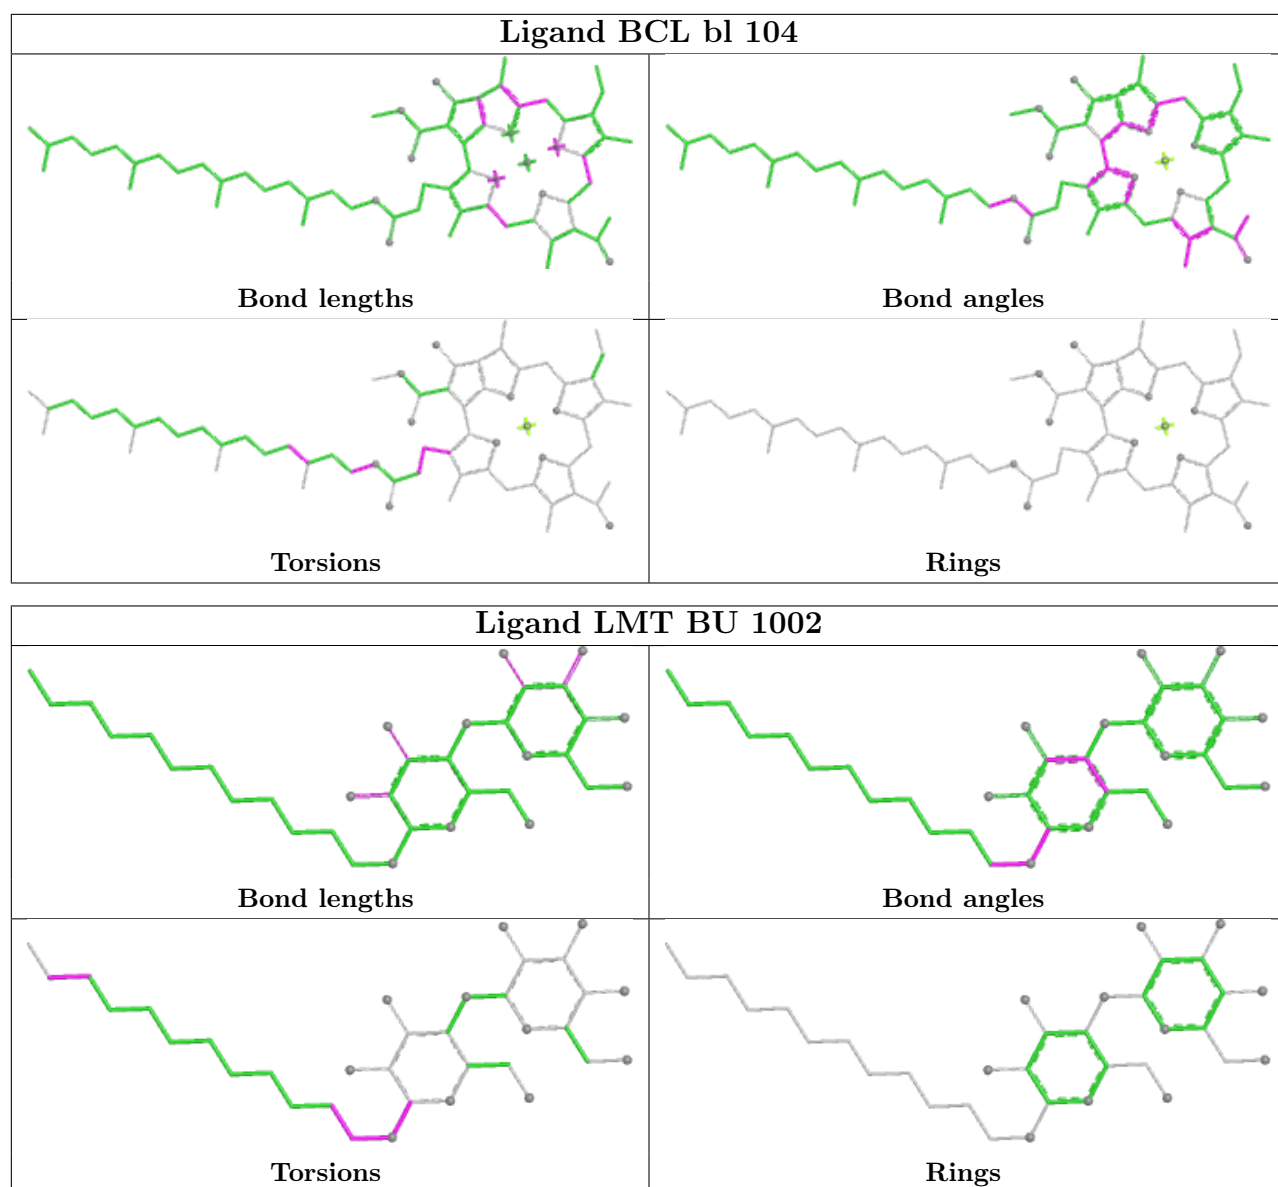 Ligand BCL bl 104
Bond lengths
Bond angles
Torsions
Rings
Ligand LMT BU 1002
Bond lengths
Bond angles
Torsions
Rings